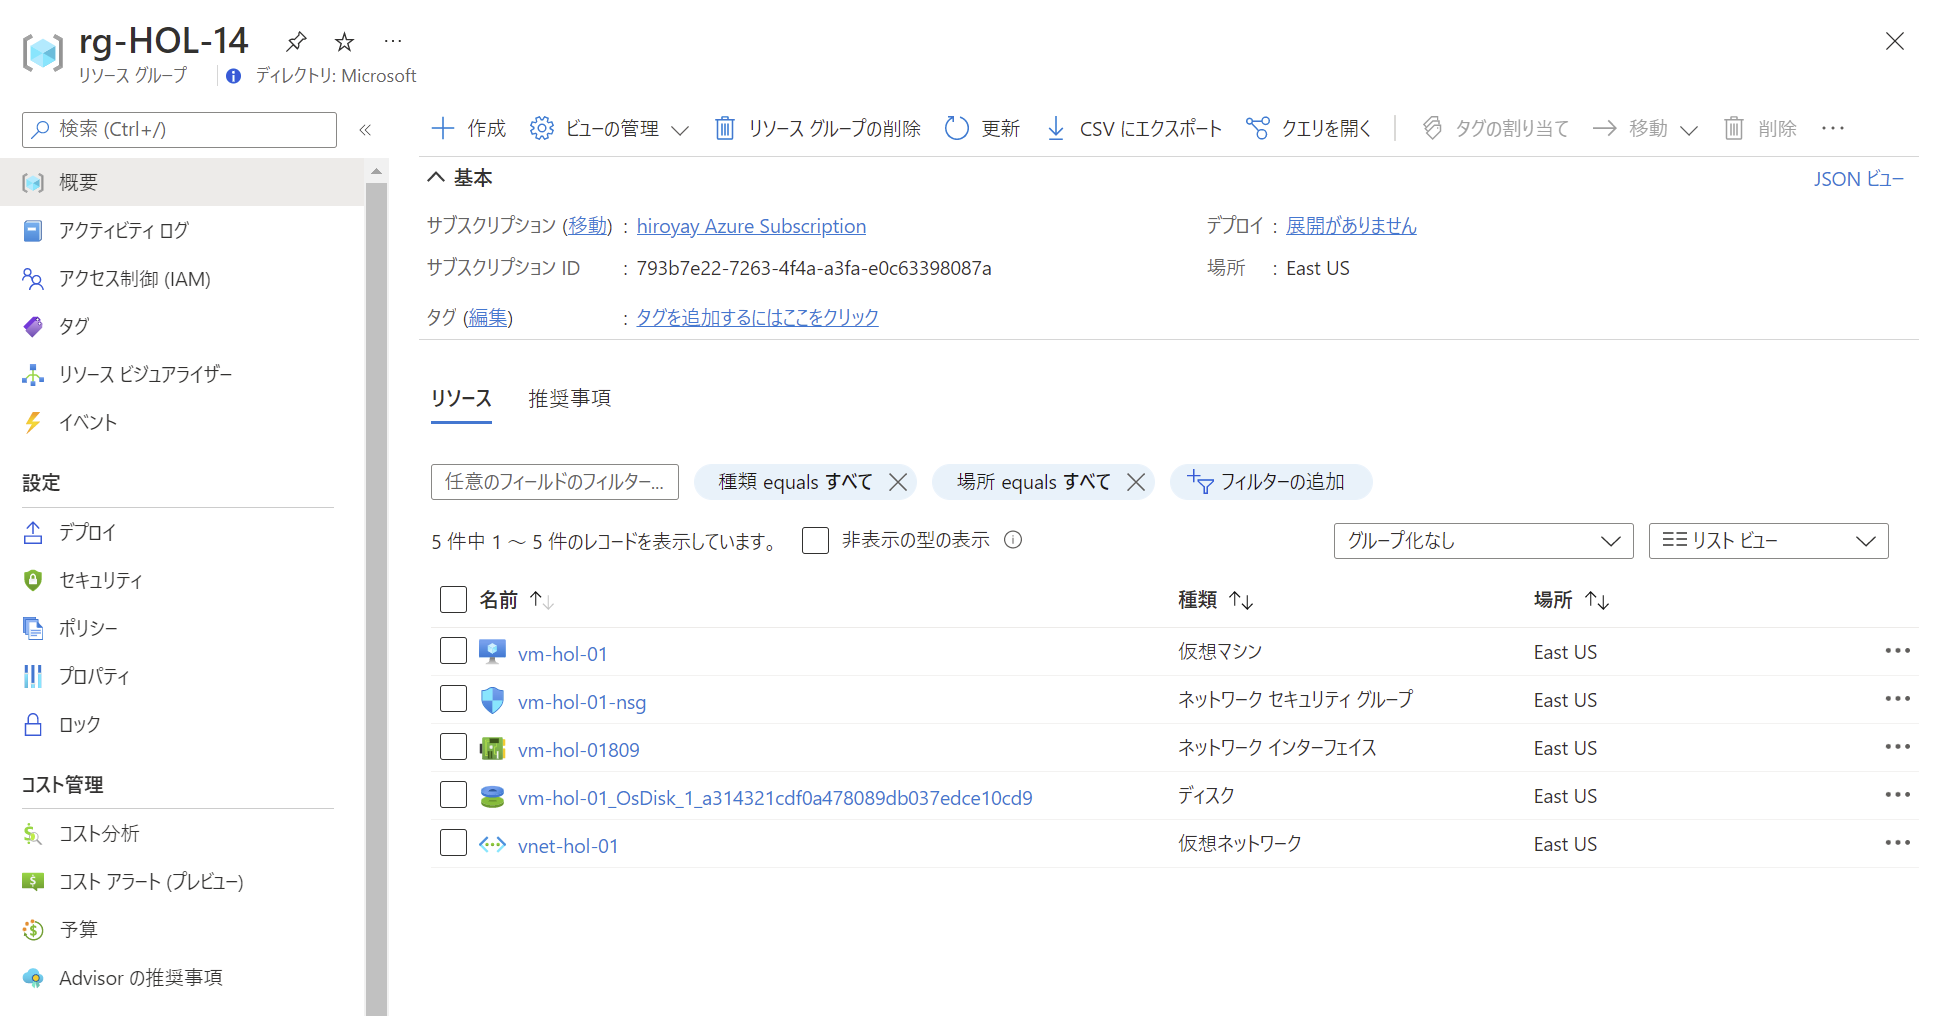 rg-HOL-14
リソース グループ
ディレクトリ: Microsoft
検索 (Ctrl+/)
«
作成
ビューの管理
リソース グループの削除
更新
CSV にエクスポート
クエリを開く
タグの割り当て
移動
削除
概要
アクティビティ ログ
アクセス制御 (IAM)
タグ
リソース ビジュアライザー
イベント
設定
デプロイ
セキュリティ
ポリシー
プロパティ
ロック
コスト管理
コスト分析
コスト アラート (プレビュー)
予算
Advisor の推奨事項
基本
JSON ビュー
サブスクリプション (移動) : hiroyay Azure Subscription
デプロイ : 展開がありません
サブスクリプション ID : 793b7e22-7263-4f4a-a3fa-e0c63398087a
場所 : East US
タグ (編集) : タグを追加するにはここをクリック
リソース 推奨事項
任意のフィールドのフィルター...
種類 equals すべて
場所 equals すべて
フィルターの追加
5 件中 1 ～ 5 件のレコードを表示しています。
非表示の型の表示
グループ化なし
リスト ビュー
名前 種類 場所
vm-hol-01 仮想マシン East US
vm-hol-01-nsg ネットワーク セキュリティ グループ East US
vm-hol-01809 ネットワーク インターフェイス East US
vm-hol-01_OsDisk_1_a314321cdf0a478089db037edce10cd9 ディスク East US
vnet-hol-01 仮想ネットワーク East US